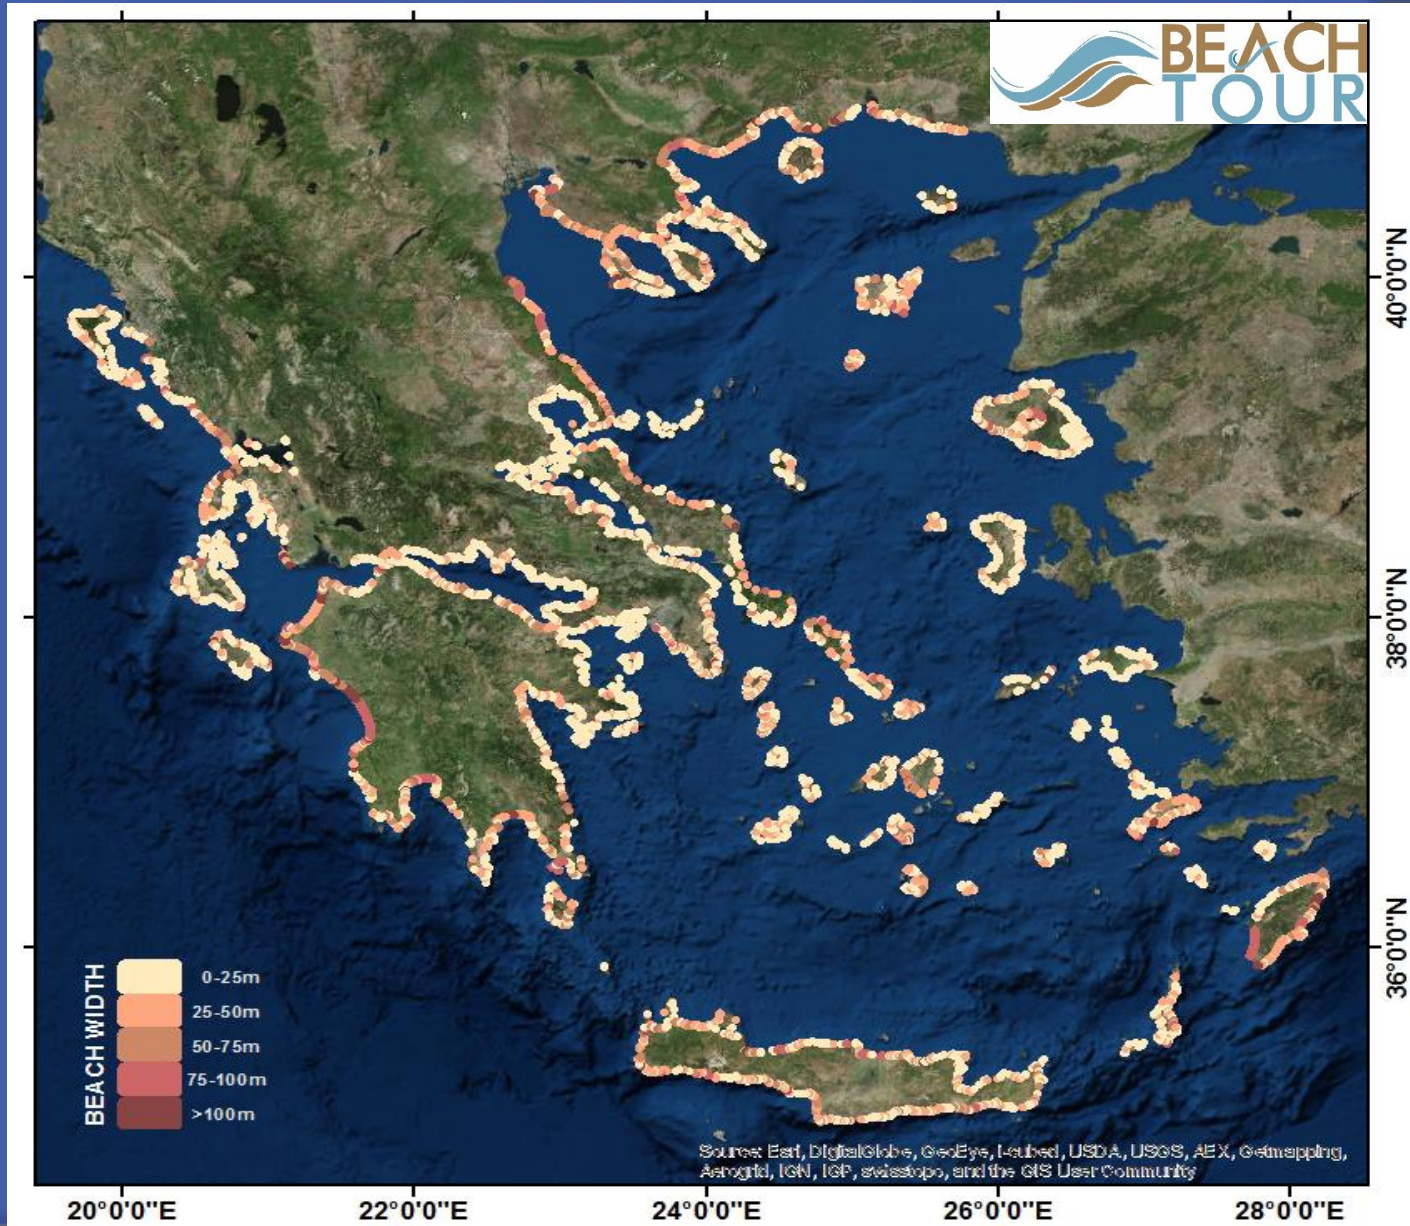 BEACH
TOUR
40°0'0"N
38°0'0"N
36°0'0"N
BEACH WIDTH
0-25m
25-50m
50-75m
75-100m
>100m
Source: Esri, DigitalGlobe, GeoEye, i-cubed, USDA, USGS, AEX, Getmapping,
Aerogrid, IGN, IGP, swisstopo, and the GIS User Community
20°0'0"E
22°0'0"E
24°0'0"E
26°0'0"E
28°0'0"E